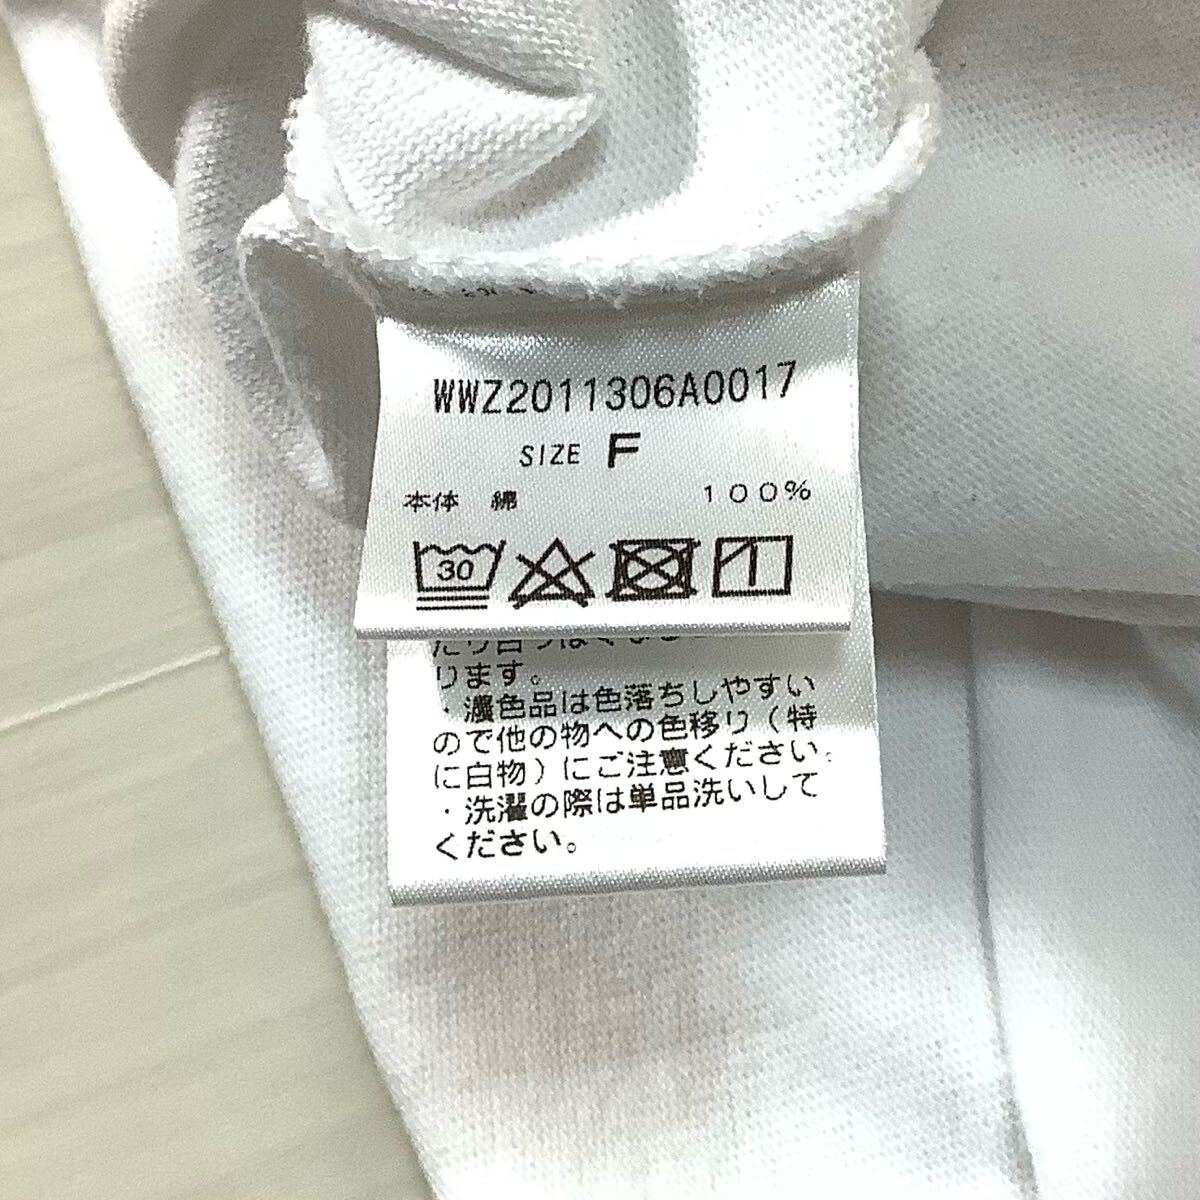 WWZ2011306A0017
SIZE F
本体 綿 100%
30
ります。
・濃色品は色落ちしやすい
ので他の物への色移り(特
に白物)にご注意ください。
・洗濯の際は単品洗いして
ください。